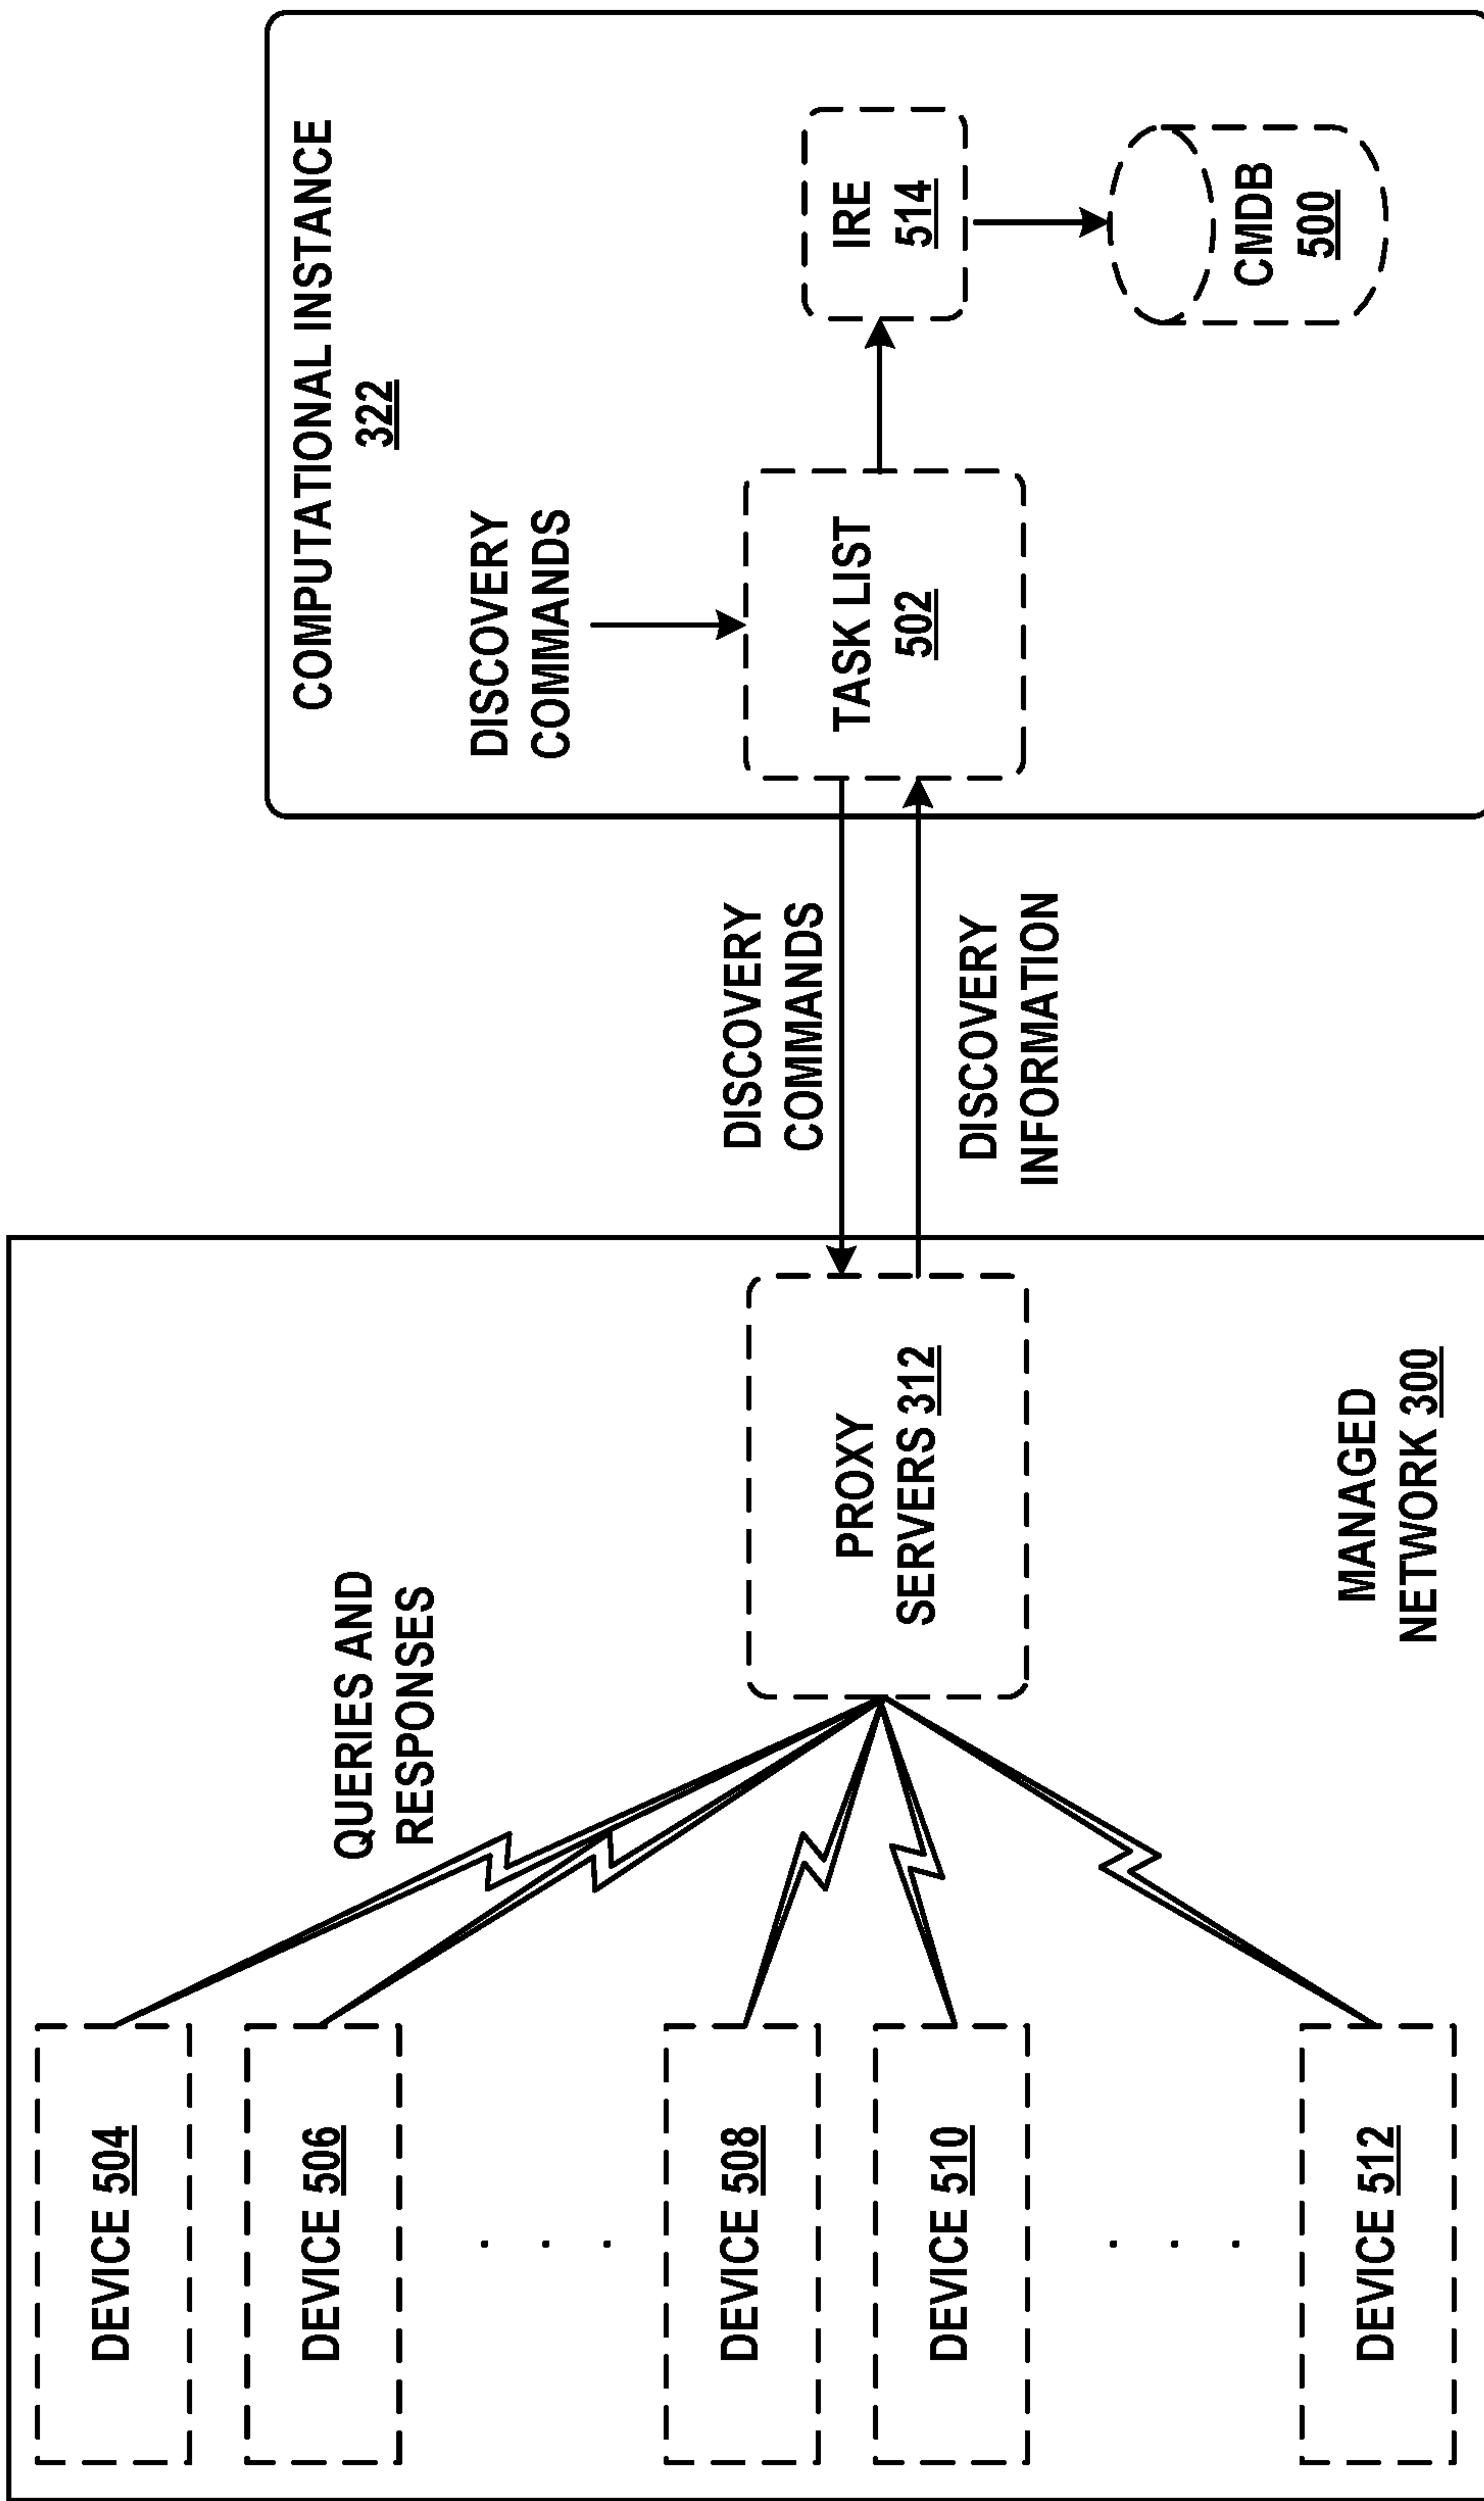 COMPUTATIONAL INSTANCE
322
DISCOVERY
COMMANDS
TASK LIST
502
IRE
514
CMDB
500
DISCOVERY
COMMANDS
DISCOVERY
INFORMATION
QUERIES AND
RESPONSES
PROXY
SERVERS 312
MANAGED
NETWORK 300
DEVICE 504
DEVICE 506
. . .
DEVICE 508
DEVICE 510
. . .
DEVICE 512